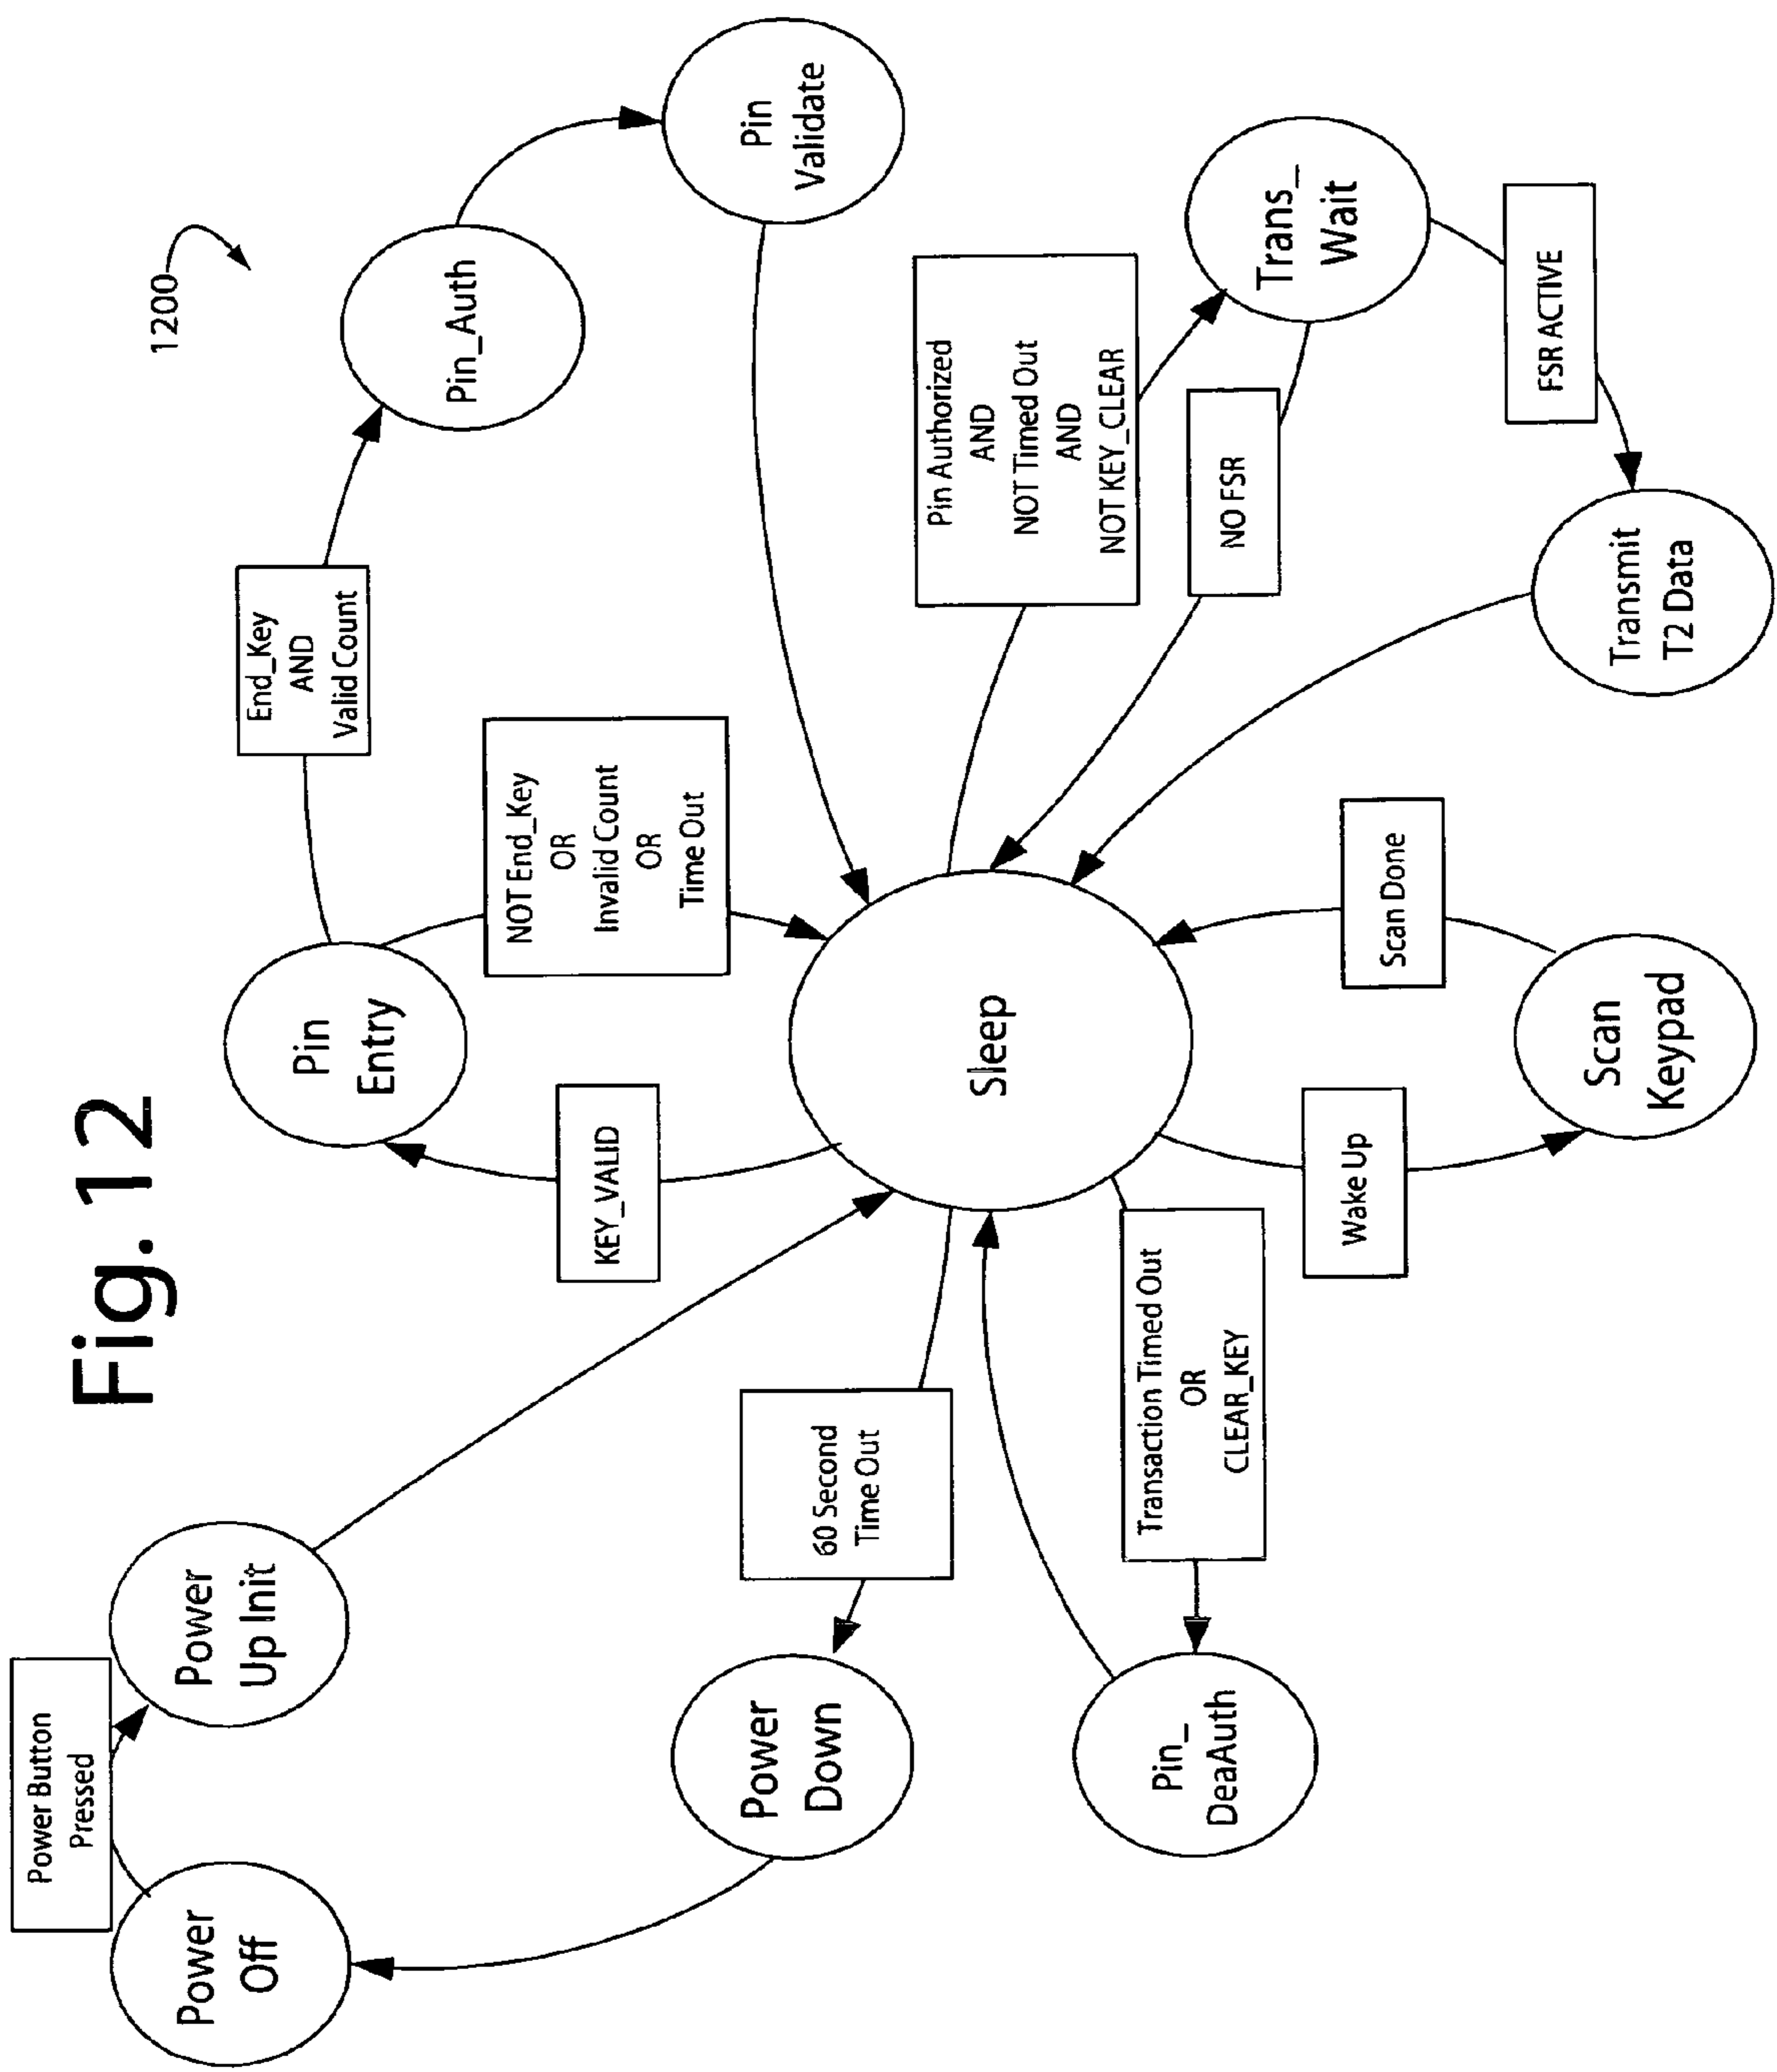 Fig. 12
1200
Power Button
Pressed
Power
Off
Power
Up Init
Pin
Entry
End_Key
AND
Valid Count
Pin_Auth
Pin
Validate
KEY_VALID
NOT End_Key
OR
Invalid Count
OR
Time Out
Power
Down
60 Second
Time Out
Sleep
Pin Authorized
AND
NOT Timed Out
AND
NOT KEY_CLEAR
NO FSR
Trans_
Wait
Pin_
DeaAuth
Transaction Timed Out
OR
CLEAR_KEY
Wake Up
Scan Done
FSR ACTIVE
Scan
Keypad
Transmit
T2 Data